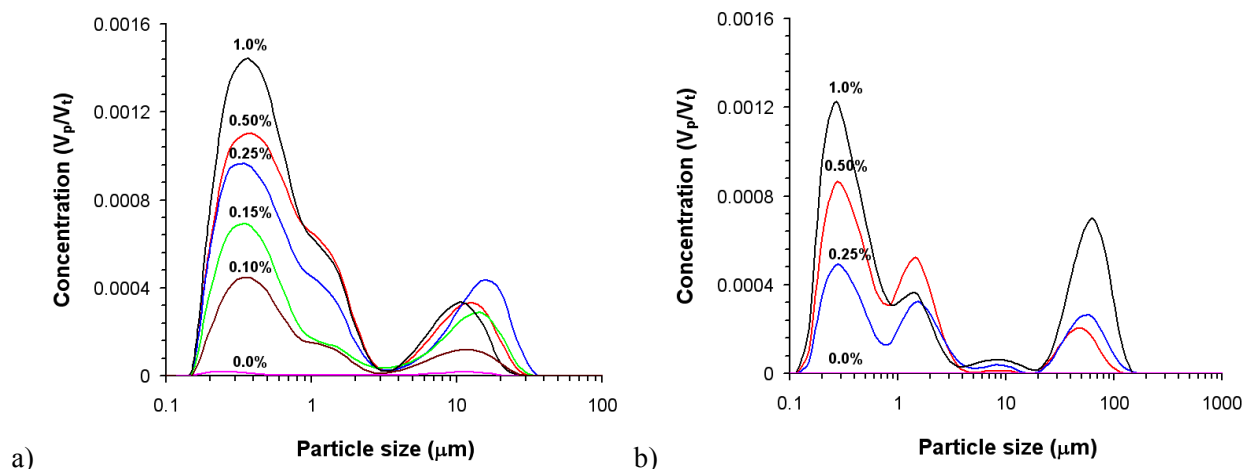 0.0016
0.0012
0.0008
0.0004
0
Concentration (Vp/Vt)
1.0%
0.50%
0.25%
0.15%
0.10%
0.0%
0.1 1 10 100
Particle size (μm)
a)
0.0016
0.0012
0.0008
0.0004
0
Concentration (Vp/Vt)
1.0%
0.50%
0.25%
0.0%
0.1 1 10 100 1000
Particle size (μm)
b)